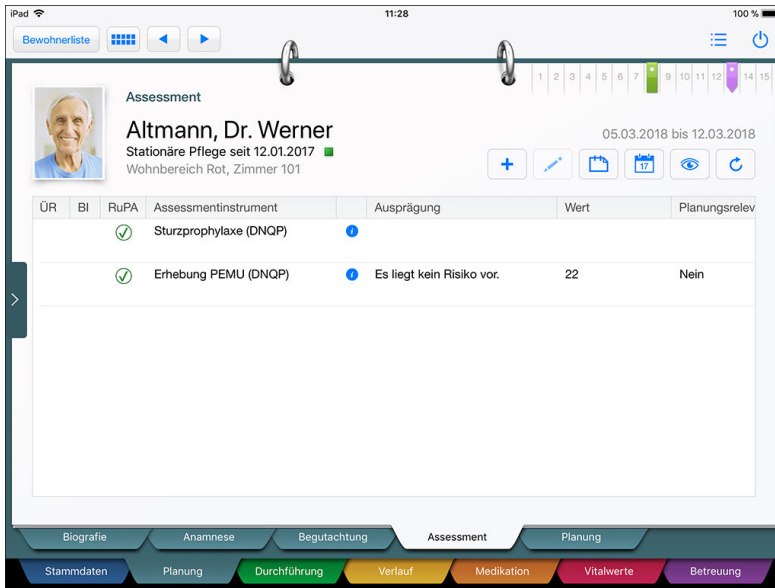 iPad 11:28 100 %
Bewohnerliste
1 2 3 4 5 6 7 9 10 11 12 14 15
Assessment
Altmann, Dr. Werner
Stationäre Pflege seit 12.01.2017
Wohnbereich Rot, Zimmer 101
05.03.2018 bis 12.03.2018
17
ÜR BI RuPA Assessmentinstrument Ausprägung Wert Planungsrelev
Sturzprophylaxe (DNQP) i
Erhebung PEMU (DNQP) i Es liegt kein Risiko vor. 22 Nein
Biografie Anamnese Begutachtung Assessment Planung
Stammdaten Planung Durchführung Verlauf Medikation Vitalwerte Betreuung